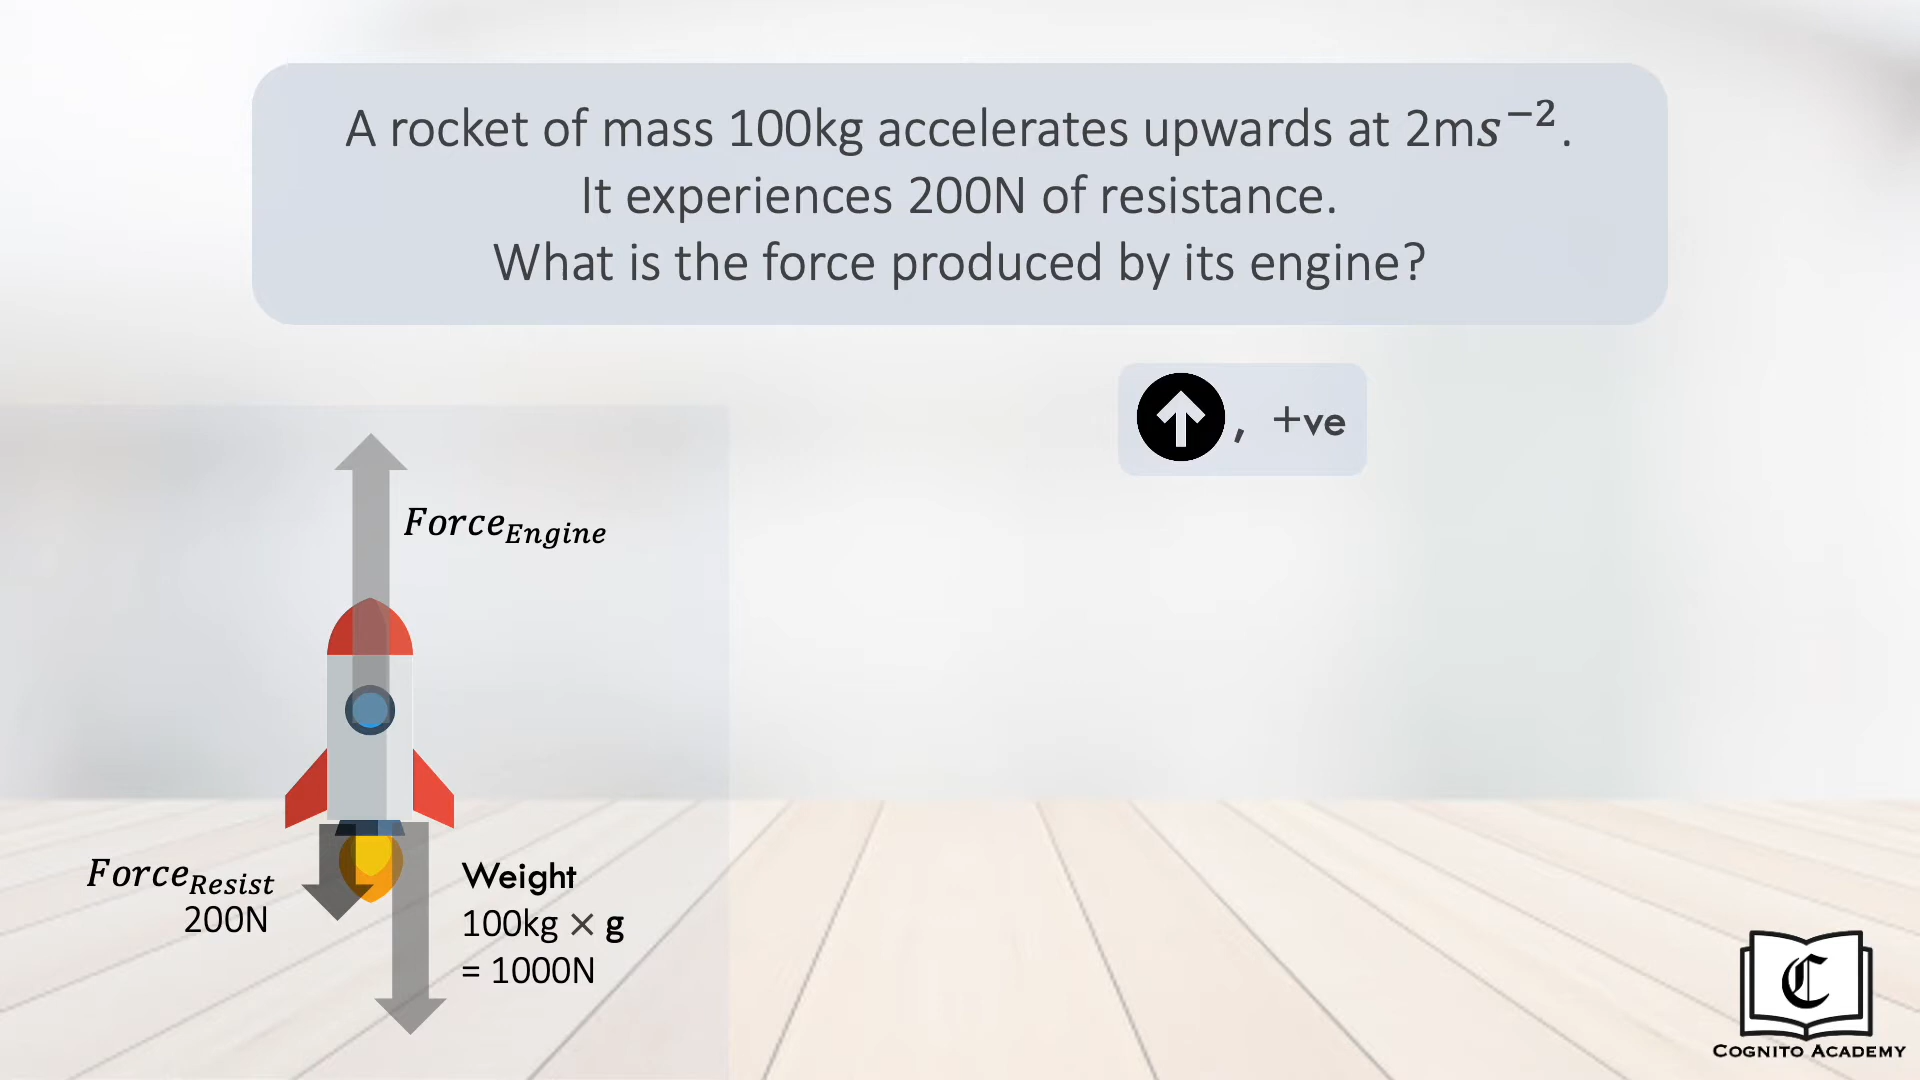 A rocket of mass 100kg accelerates upwards at 2m𝑠⁻².
It experiences 200N of resistance.
What is the force produced by its engine?
, +ve
Force_Engine
Force_Resist
200N
Weight
100kg × g
= 1000N
C
COGNITO ACADEMY